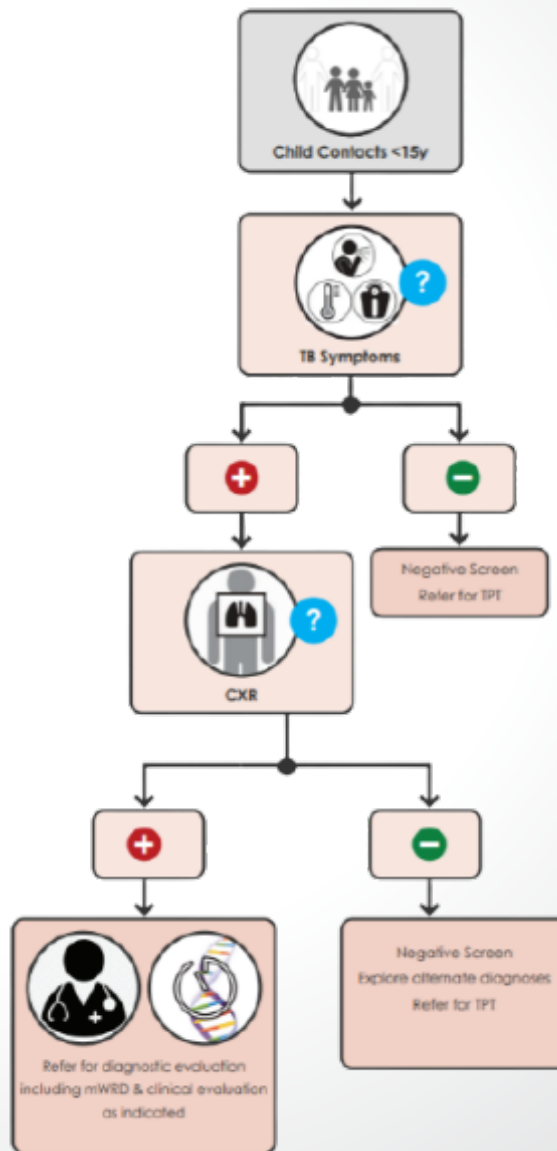 Child Contacts <15y
?
TB Symptoms
Negative Screen
Refer for TPT
?
CXR
Refer for diagnostic evaluation
including mWRD & clinical evaluation
as indicated
Negative Screen
Explore alternate diagnoses
Refer for TPT